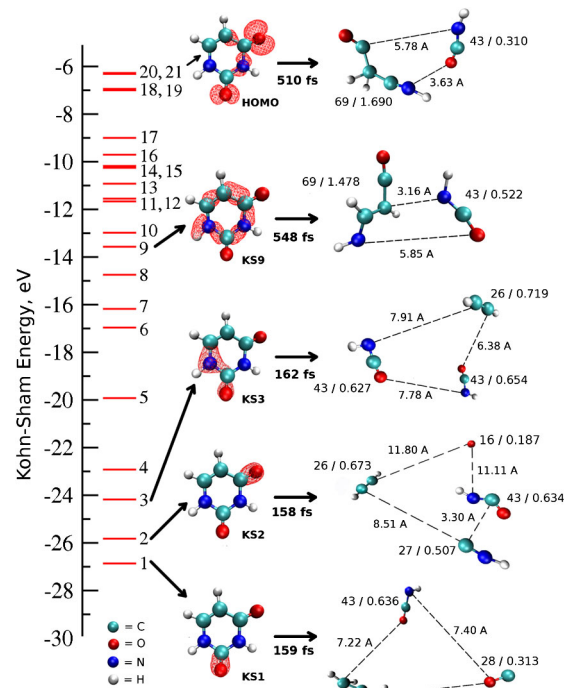 Kohn-Sham Energy, eV
-6
-8
-10
-12
-14
-16
-18
-20
-22
-24
-26
-28
-30
20, 21
18, 19
17
16
14, 15
13
11, 12
10
9
8
7
6
5
4
3
2
1
HOMO
510 fs
5.78 A
43 / 0.310
3.63 A
69 / 1.690
KS9
548 fs
69 / 1.478
3.16 A
43 / 0.522
5.85 A
KS3
162 fs
26 / 0.719
7.91 A
6.38 A
43 / 0.627
43 / 0.654
7.78 A
KS2
158 fs
16 / 0.187
11.80 A
26 / 0.673
11.11 A
43 / 0.634
3.30 A
8.51 A
27 / 0.507
KS1
159 fs
43 / 0.636
7.22 A
7.40 A
28 / 0.313
= C
= O
= N
= H